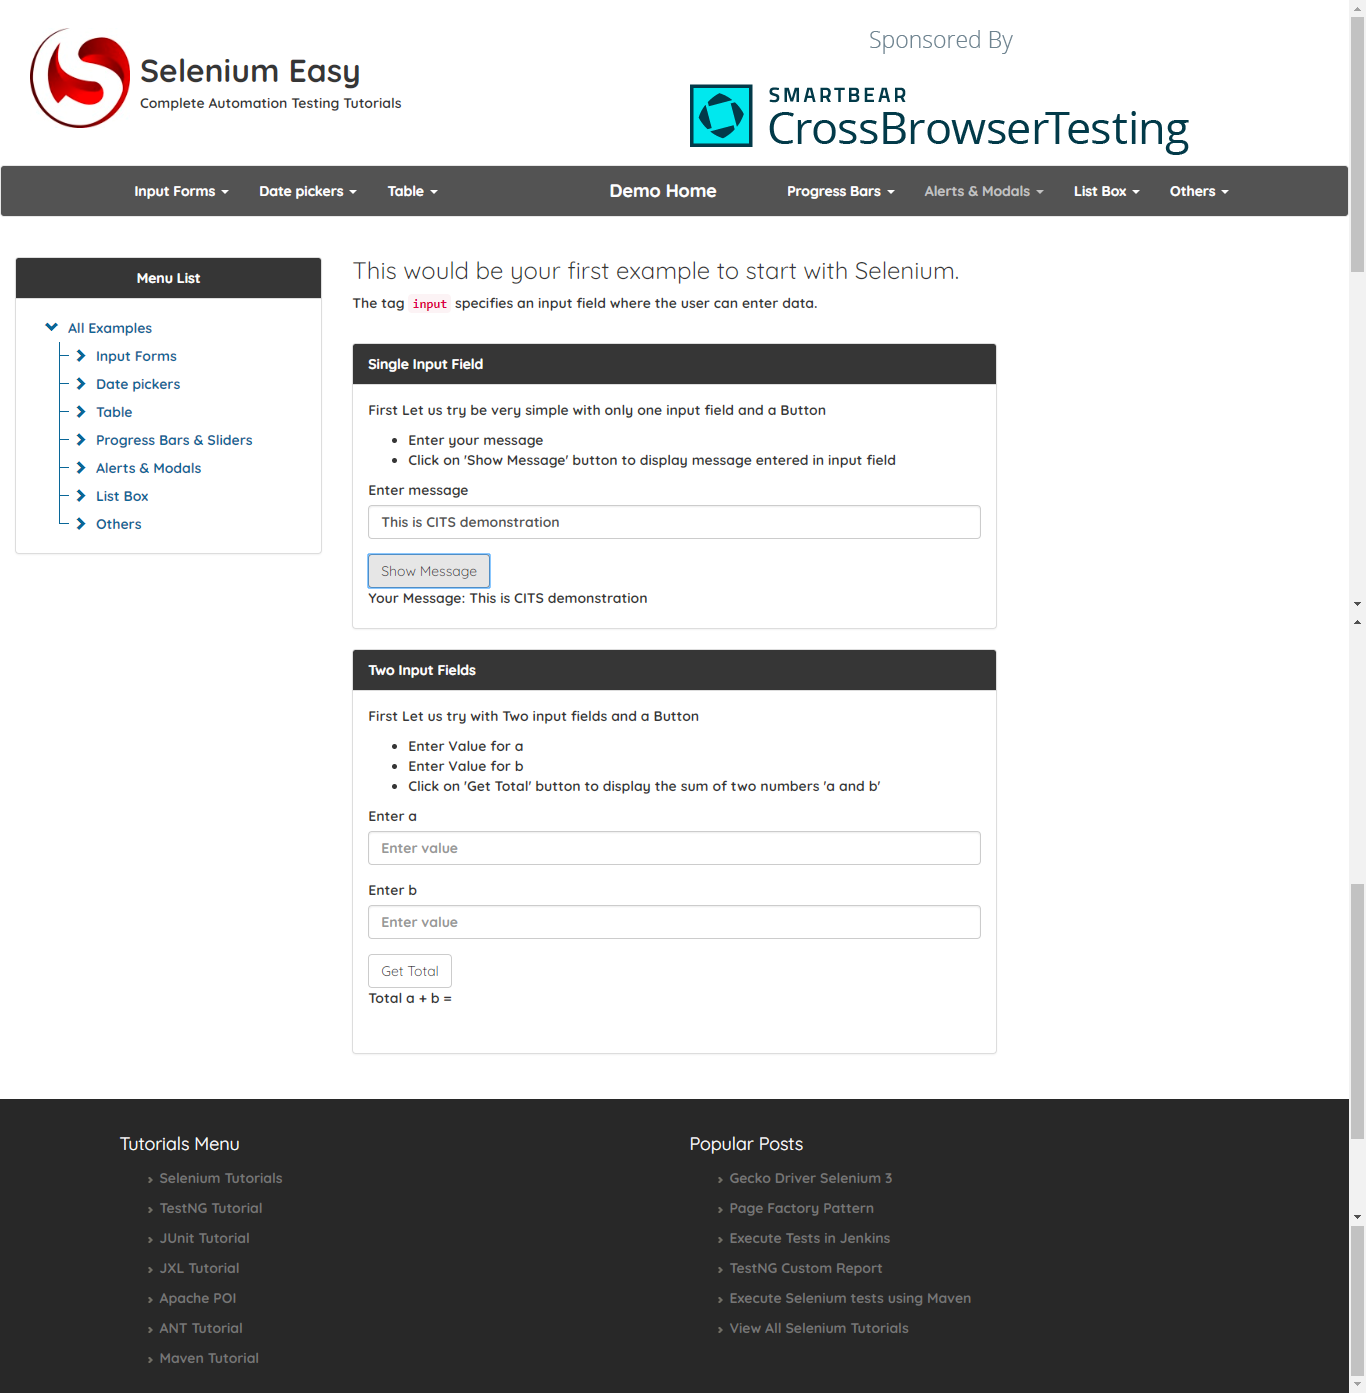 Selenium Easy
Complete Automation Testing Tutorials
Sponsored By
SMARTBEAR
CrossBrowserTesting
Input Forms Date pickers Table Demo Home Progress Bars Alerts & Modals List Box Others
Menu List
All Examples
Input Forms
Date pickers
Table
Progress Bars & Sliders
Alerts & Modals
List Box
Others
This would be your first example to start with Selenium.
The tag input specifies an input field where the user can enter data.
Single Input Field
First Let us try be very simple with only one input field and a Button
Enter your message
Click on 'Show Message' button to display message entered in input field
Enter message
This is CITS demonstration
Show Message
Your Message: This is CITS demonstration
Two Input Fields
First Let us try with Two input fields and a Button
Enter Value for a
Enter Value for b
Click on 'Get Total' button to display the sum of two numbers 'a and b'
Enter a
Enter value
Enter b
Enter value
Get Total
Total a + b =
Tutorials Menu
Selenium Tutorials
TestNG Tutorial
JUnit Tutorial
JXL Tutorial
Apache POI
ANT Tutorial
Maven Tutorial
Popular Posts
Gecko Driver Selenium 3
Page Factory Pattern
Execute Tests in Jenkins
TestNG Custom Report
Execute Selenium tests using Maven
View All Selenium Tutorials